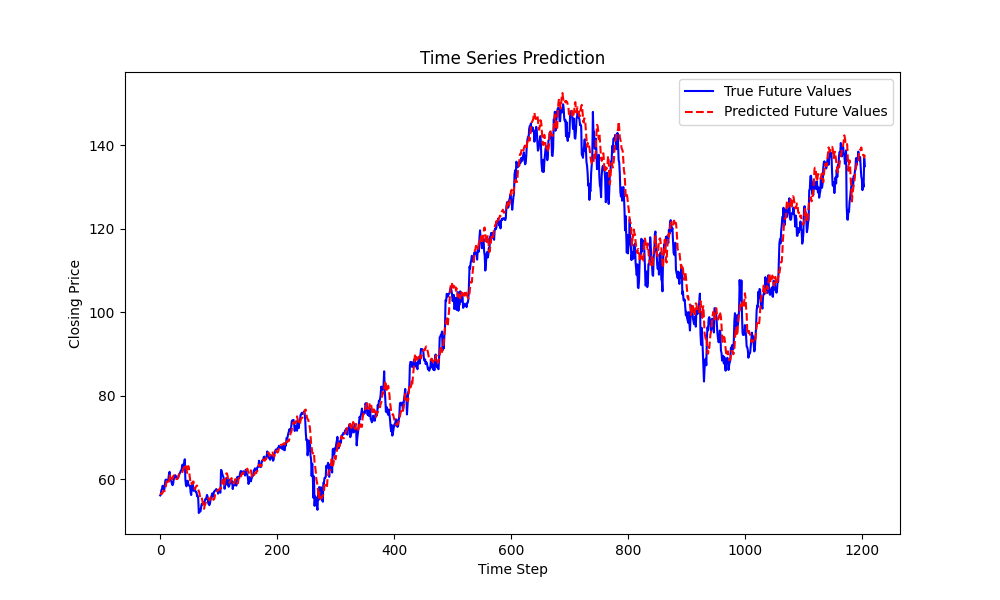 Time Series Prediction
True Future Values
Predicted Future Values
Closing Price
140
120
100
80
60
0
200
400
600
800
1000
1200
Time Step